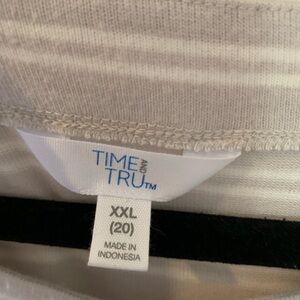 TIME AND
TRU™
XXL
(20)
MADE IN
INDONESIA